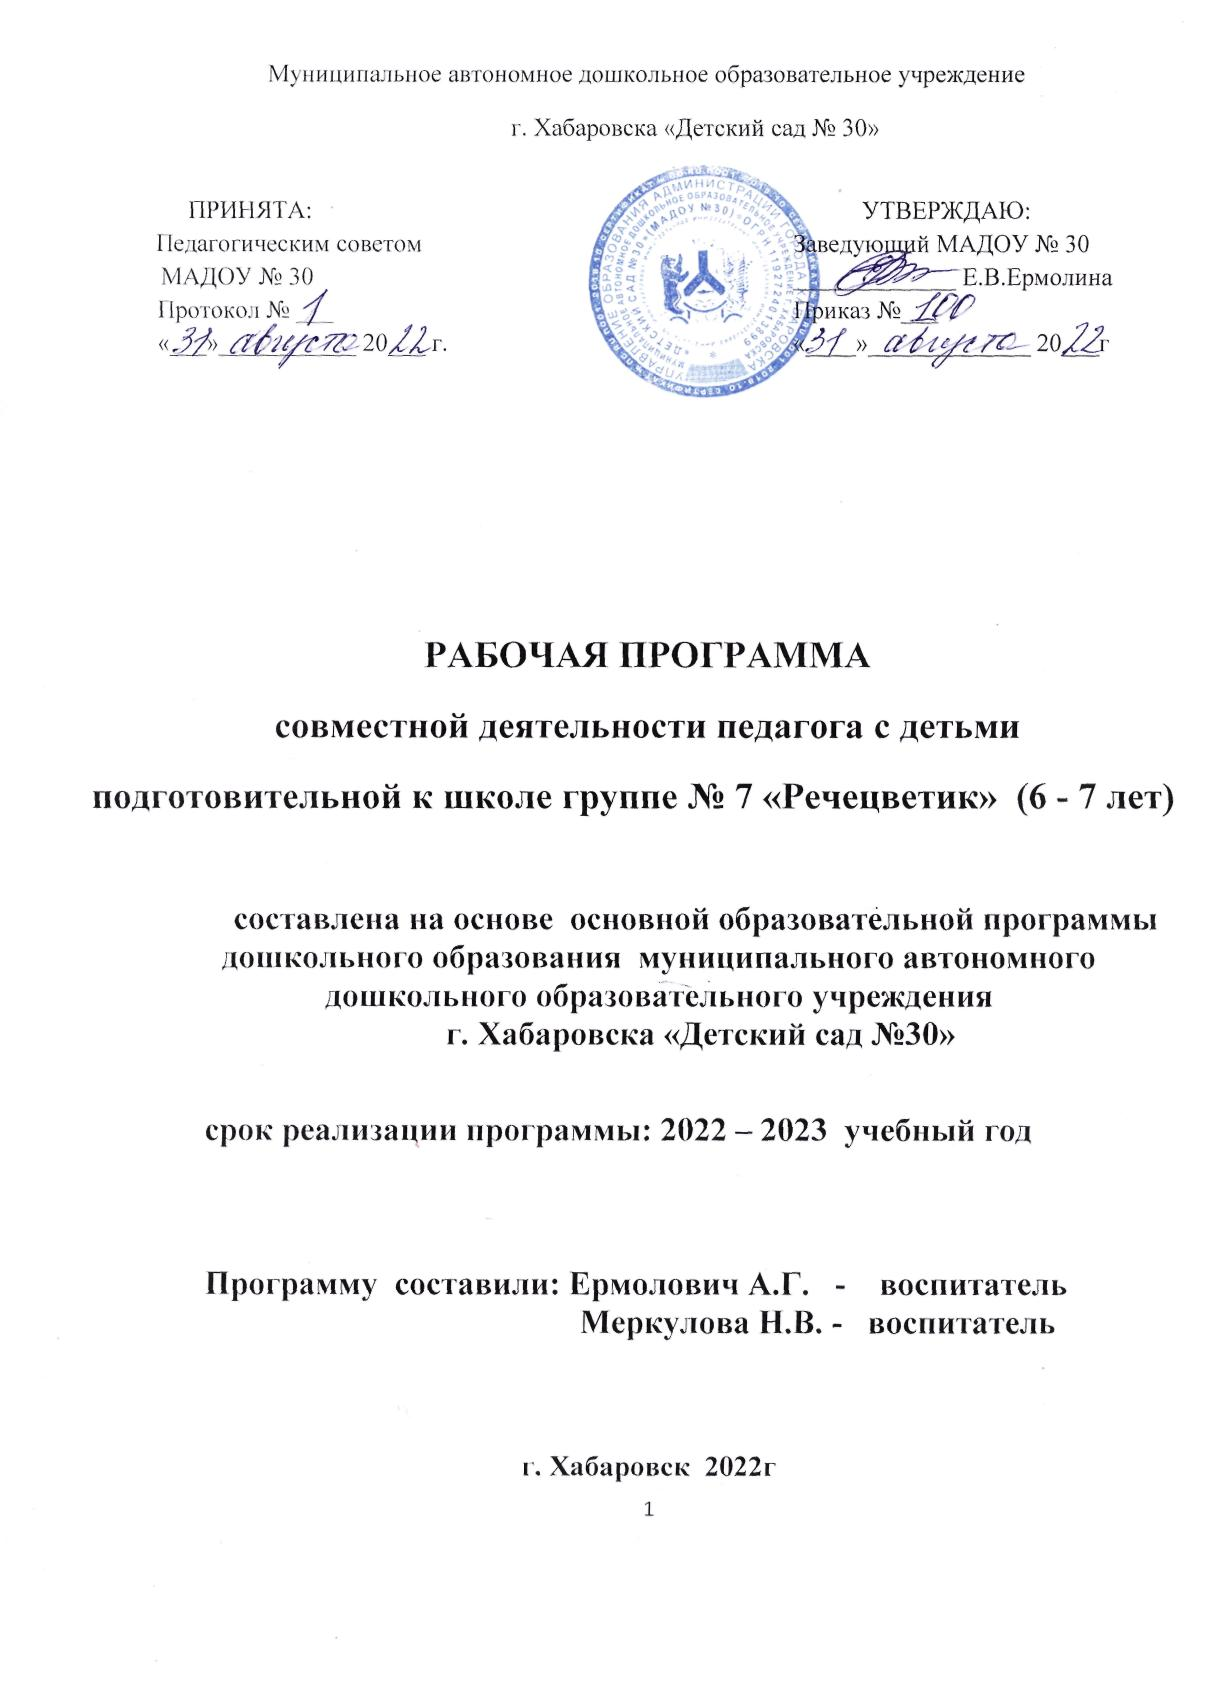 Муниципальное автономное дошкольное образовательное учреждение
г. Хабаровска «Детский сад № 30»
ПРИНЯТА:
Педагогическим советом
МАДОУ № 30
Протокол № 1
«31» августа 2022г.
УТВЕРЖДАЮ:
Заведующий МАДОУ № 30
Е.В.Ермолина
Приказ № 100
«31» августа 2022г
РАБОЧАЯ ПРОГРАММА
совместной деятельности педагога с детьми
подготовительной к школе группе № 7 «Речецветик» (6 - 7 лет)
составлена на основе основной образовательной программы
дошкольного образования муниципального автономного
дошкольного образовательного учреждения
г. Хабаровска «Детский сад №30»
срок реализации программы: 2022 – 2023 учебный год
Программу составили: Ермолович А.Г. - воспитатель
Меркулова Н.В. - воспитатель
г. Хабаровск 2022г
1